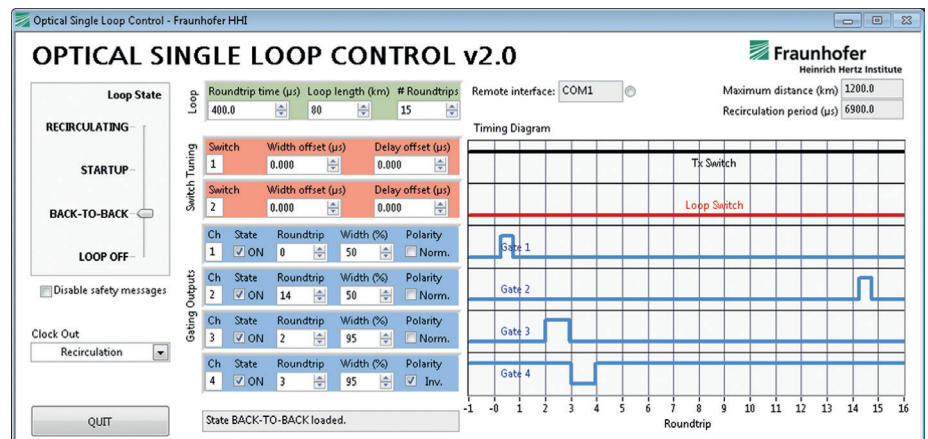 Optical Single Loop Control - Fraunhofer HHI
OPTICAL SINGLE LOOP CONTROL v2.0
Fraunhofer
Heinrich Hertz Institute
Loop State
RECIRCULATING
STARTUP
BACK-TO-BACK
LOOP OFF
Disable safety messages
Clock Out
Recirculation
QUIT
Loop
Roundtrip time (µs) Loop length (km) # Roundtrips
400.0 80 15
Switch Tuning
Switch Width offset (µs) Delay offset (µs)
1 0.000 0.000
Switch Width offset (µs) Delay offset (µs)
2 0.000 0.000
Gating Outputs
Ch State Roundtrip Width (%) Polarity
1 ON 0 50 Norm.
Ch State Roundtrip Width (%) Polarity
2 ON 14 50 Norm.
Ch State Roundtrip Width (%) Polarity
3 ON 2 95 Norm.
Ch State Roundtrip Width (%) Polarity
4 ON 3 95 Inv.
State BACK-TO-BACK loaded.
Remote interface: COM1
Maximum distance (km) 1200.0
Recirculation period (µs) 6900.0
Timing Diagram
Tx Switch
Loop Switch
Gate 1
Gate 2
Gate 3
Gate 4
-1 -0 1 2 3 4 5 6 7 8 9 10 11 12 13 14 15 16
Roundtrip